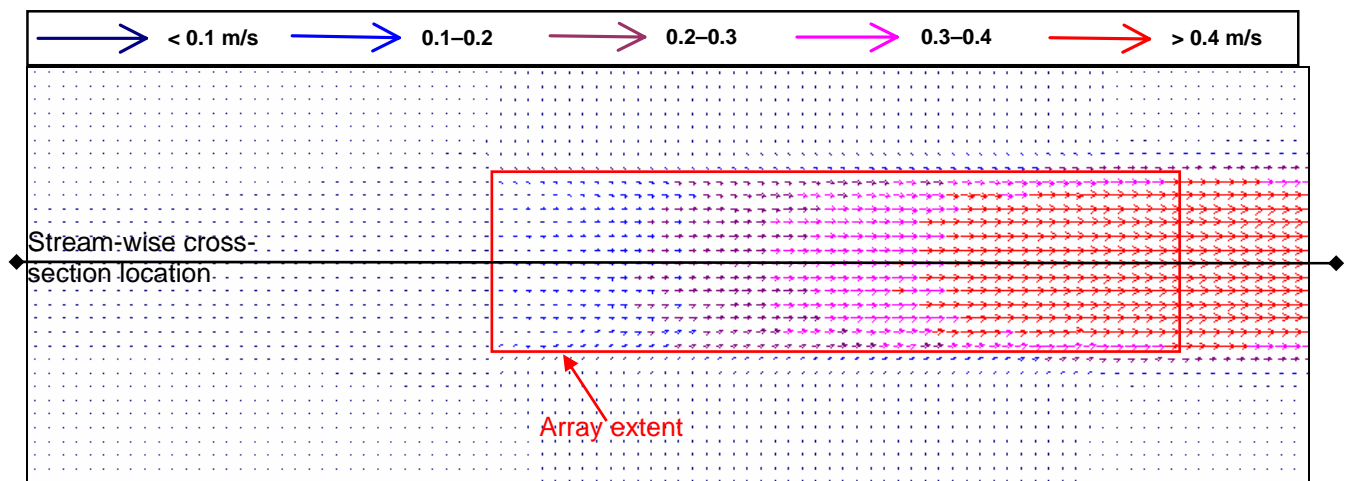 < 0.1 m/s 0.1–0.2 0.2–0.3 0.3–0.4 > 0.4 m/s
Stream-wise cross-
section location
Array extent